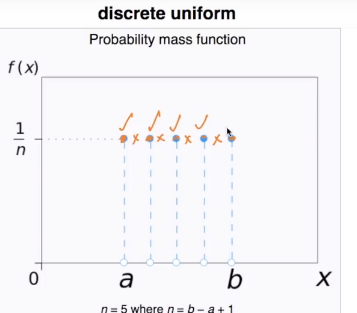 discrete uniform
Probability mass function
f(x)
1
n
0
a
b
x
n = 5 where n = b − a + 1